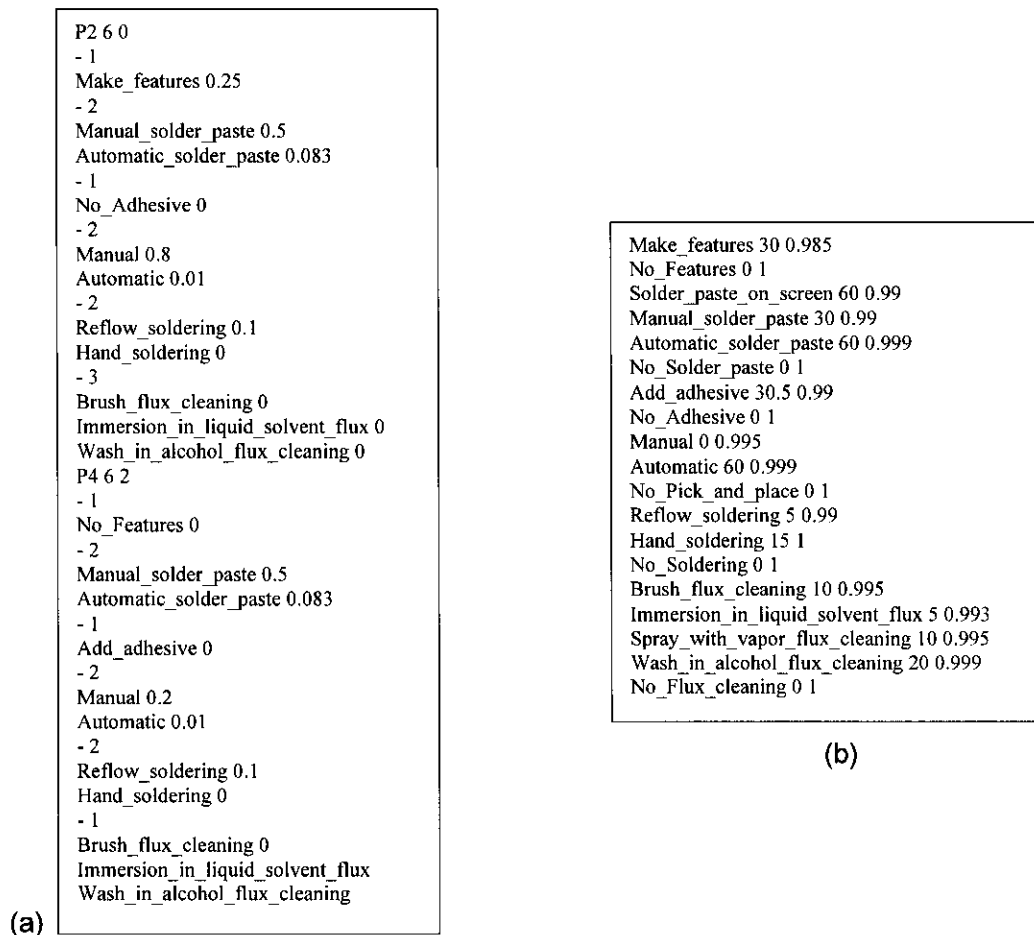 P2 6 0
- 1
Make_features 0.25
- 2
Manual_solder_paste 0.5
Automatic_solder_paste 0.083
- 1
No_Adhesive 0
- 2
Manual 0.8
Automatic 0.01
- 2
Reflow_soldering 0.1
Hand_soldering 0
- 3
Brush_flux_cleaning 0
Immersion_in_liquid_solvent_flux 0
Wash_in_alcohol_flux_cleaning 0
P4 6 2
- 1
No_Features 0
- 2
Manual_solder_paste 0.5
Automatic_solder_paste 0.083
- 1
Add_adhesive 0
- 2
Manual 0.2
Automatic 0.01
- 2
Reflow_soldering 0.1
Hand_soldering 0
- 1
Brush_flux_cleaning 0
Immersion_in_liquid_solvent_flux
Wash_in_alcohol_flux_cleaning
(a)
Make_features 30 0.985
No_Features 0 1
Solder_paste_on_screen 60 0.99
Manual_solder_paste 30 0.99
Automatic_solder_paste 60 0.999
No_Solder_paste 0 1
Add_adhesive 30.5 0.99
No_Adhesive 0 1
Manual 0 0.995
Automatic 60 0.999
No_Pick_and_place 0 1
Reflow_soldering 5 0.99
Hand_soldering 15 1
No_Soldering 0 1
Brush_flux_cleaning 10 0.995
Immersion_in_liquid_solvent_flux 5 0.993
Spray_with_vapor_flux_cleaning 10 0.995
Wash_in_alcohol_flux_cleaning 20 0.999
No_Flux_cleaning 0 1
(b)